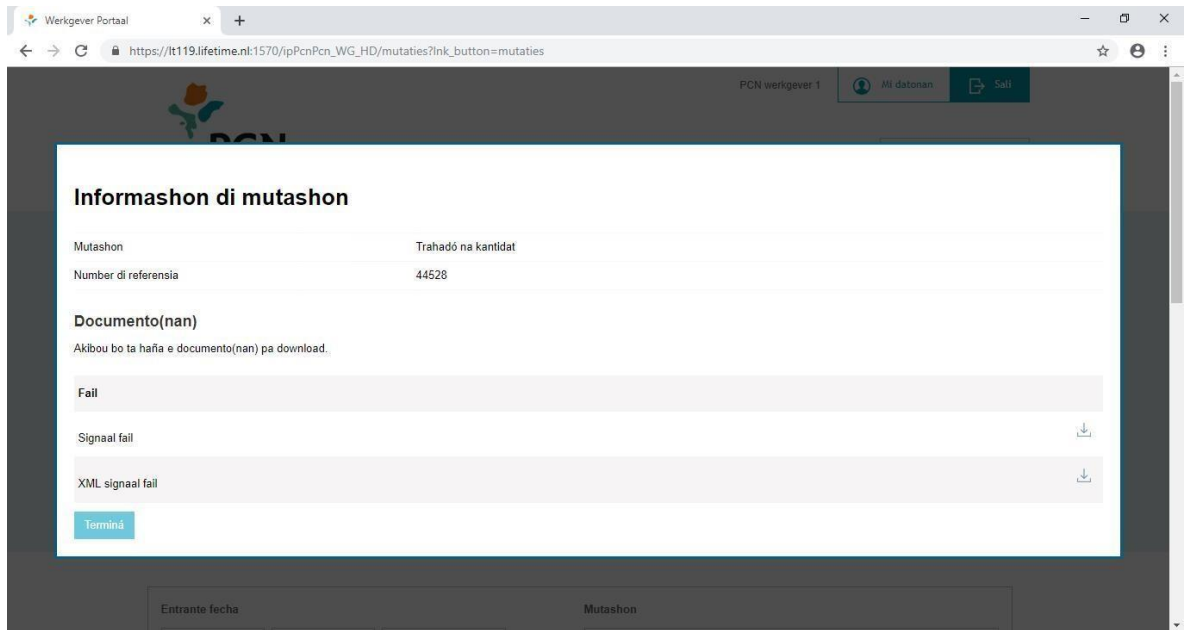 Werkgever Portaal
https://lt119.lifetime.nl:1570/ipPcnPcn_WG_HD/mutaties?lnk_button=mutaties
PCN werkgever 1
Mi datonan
Sali
PCN
Informashon di mutashon
Mutashon Trahadó na kantidat
Number di referensia 44528
Documento(nan)
Akibou bo ta haña e documento(nan) pa download.
Fail
Signaal fail
XML signaal fail
Terminá
Entrante fecha Mutashon